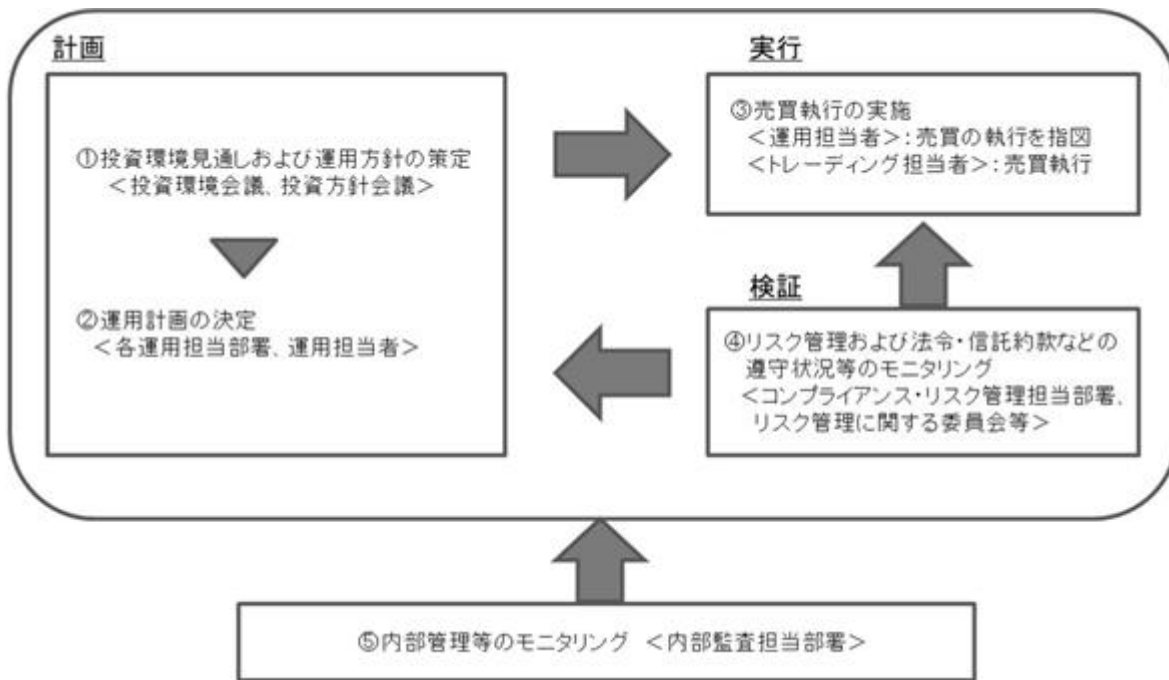 計画
①投資環境見通しおよび運用方針の策定
＜投資環境会議、投資方針会議＞
②運用計画の決定
＜各運用担当部署、運用担当者＞
実行
③売買執行の実施
＜運用担当者＞：売買の執行を指図
＜トレーディング担当者＞：売買執行
検証
④リスク管理および法令・信託約款などの
遵守状況等のモニタリング
＜コンプライアンス・リスク管理担当部署、
リスク管理に関する委員会等＞
⑤内部管理等のモニタリング ＜内部監査担当部署＞